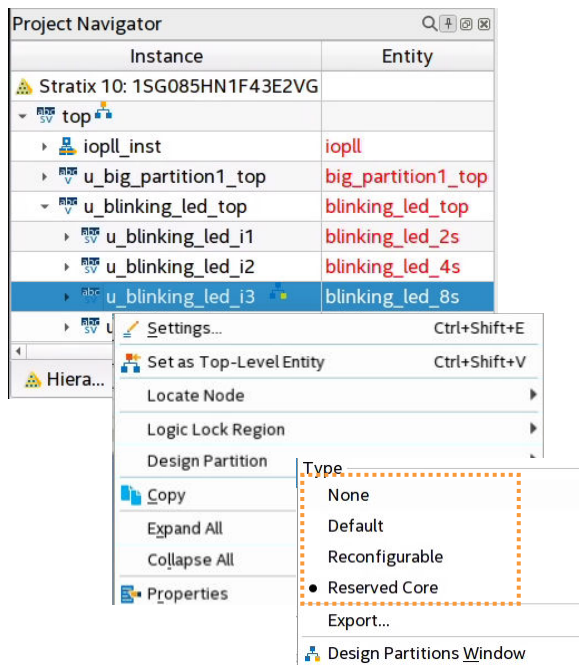 Project Navigator
Instance Entity
Stratix 10: 1SG085HN1F43E2VG
top
iopll_inst iopll
u_big_partition1_top big_partition1_top
u_blinking_led_top blinking_led_top
u_blinking_led_i1 blinking_led_2s
u_blinking_led_i2 blinking_led_4s
u_blinking_led_i3 blinking_led_8s
Hiera...
Settings... Ctrl+Shift+E
Set as Top-Level Entity Ctrl+Shift+V
Locate Node
Logic Lock Region
Design Partition
Copy
Expand All
Collapse All
Properties
Type
None
Default
Reconfigurable
Reserved Core
Export...
Design Partitions Window